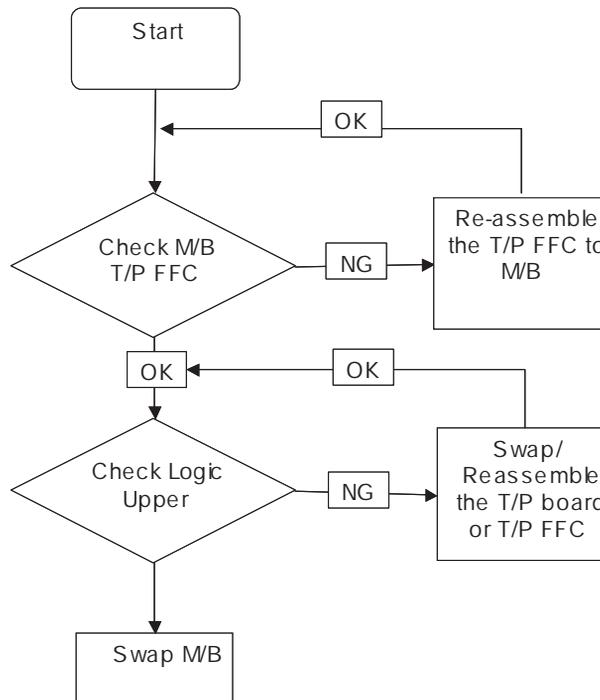 Start
OK
Check M/B
T/P FFC
NG
Re-assemble
the T/P FFC to
M/B
OK
OK
Check Logic
Upper
NG
Swap/
Reassemble
the T/P board
or T/P FFC
Swap M/B